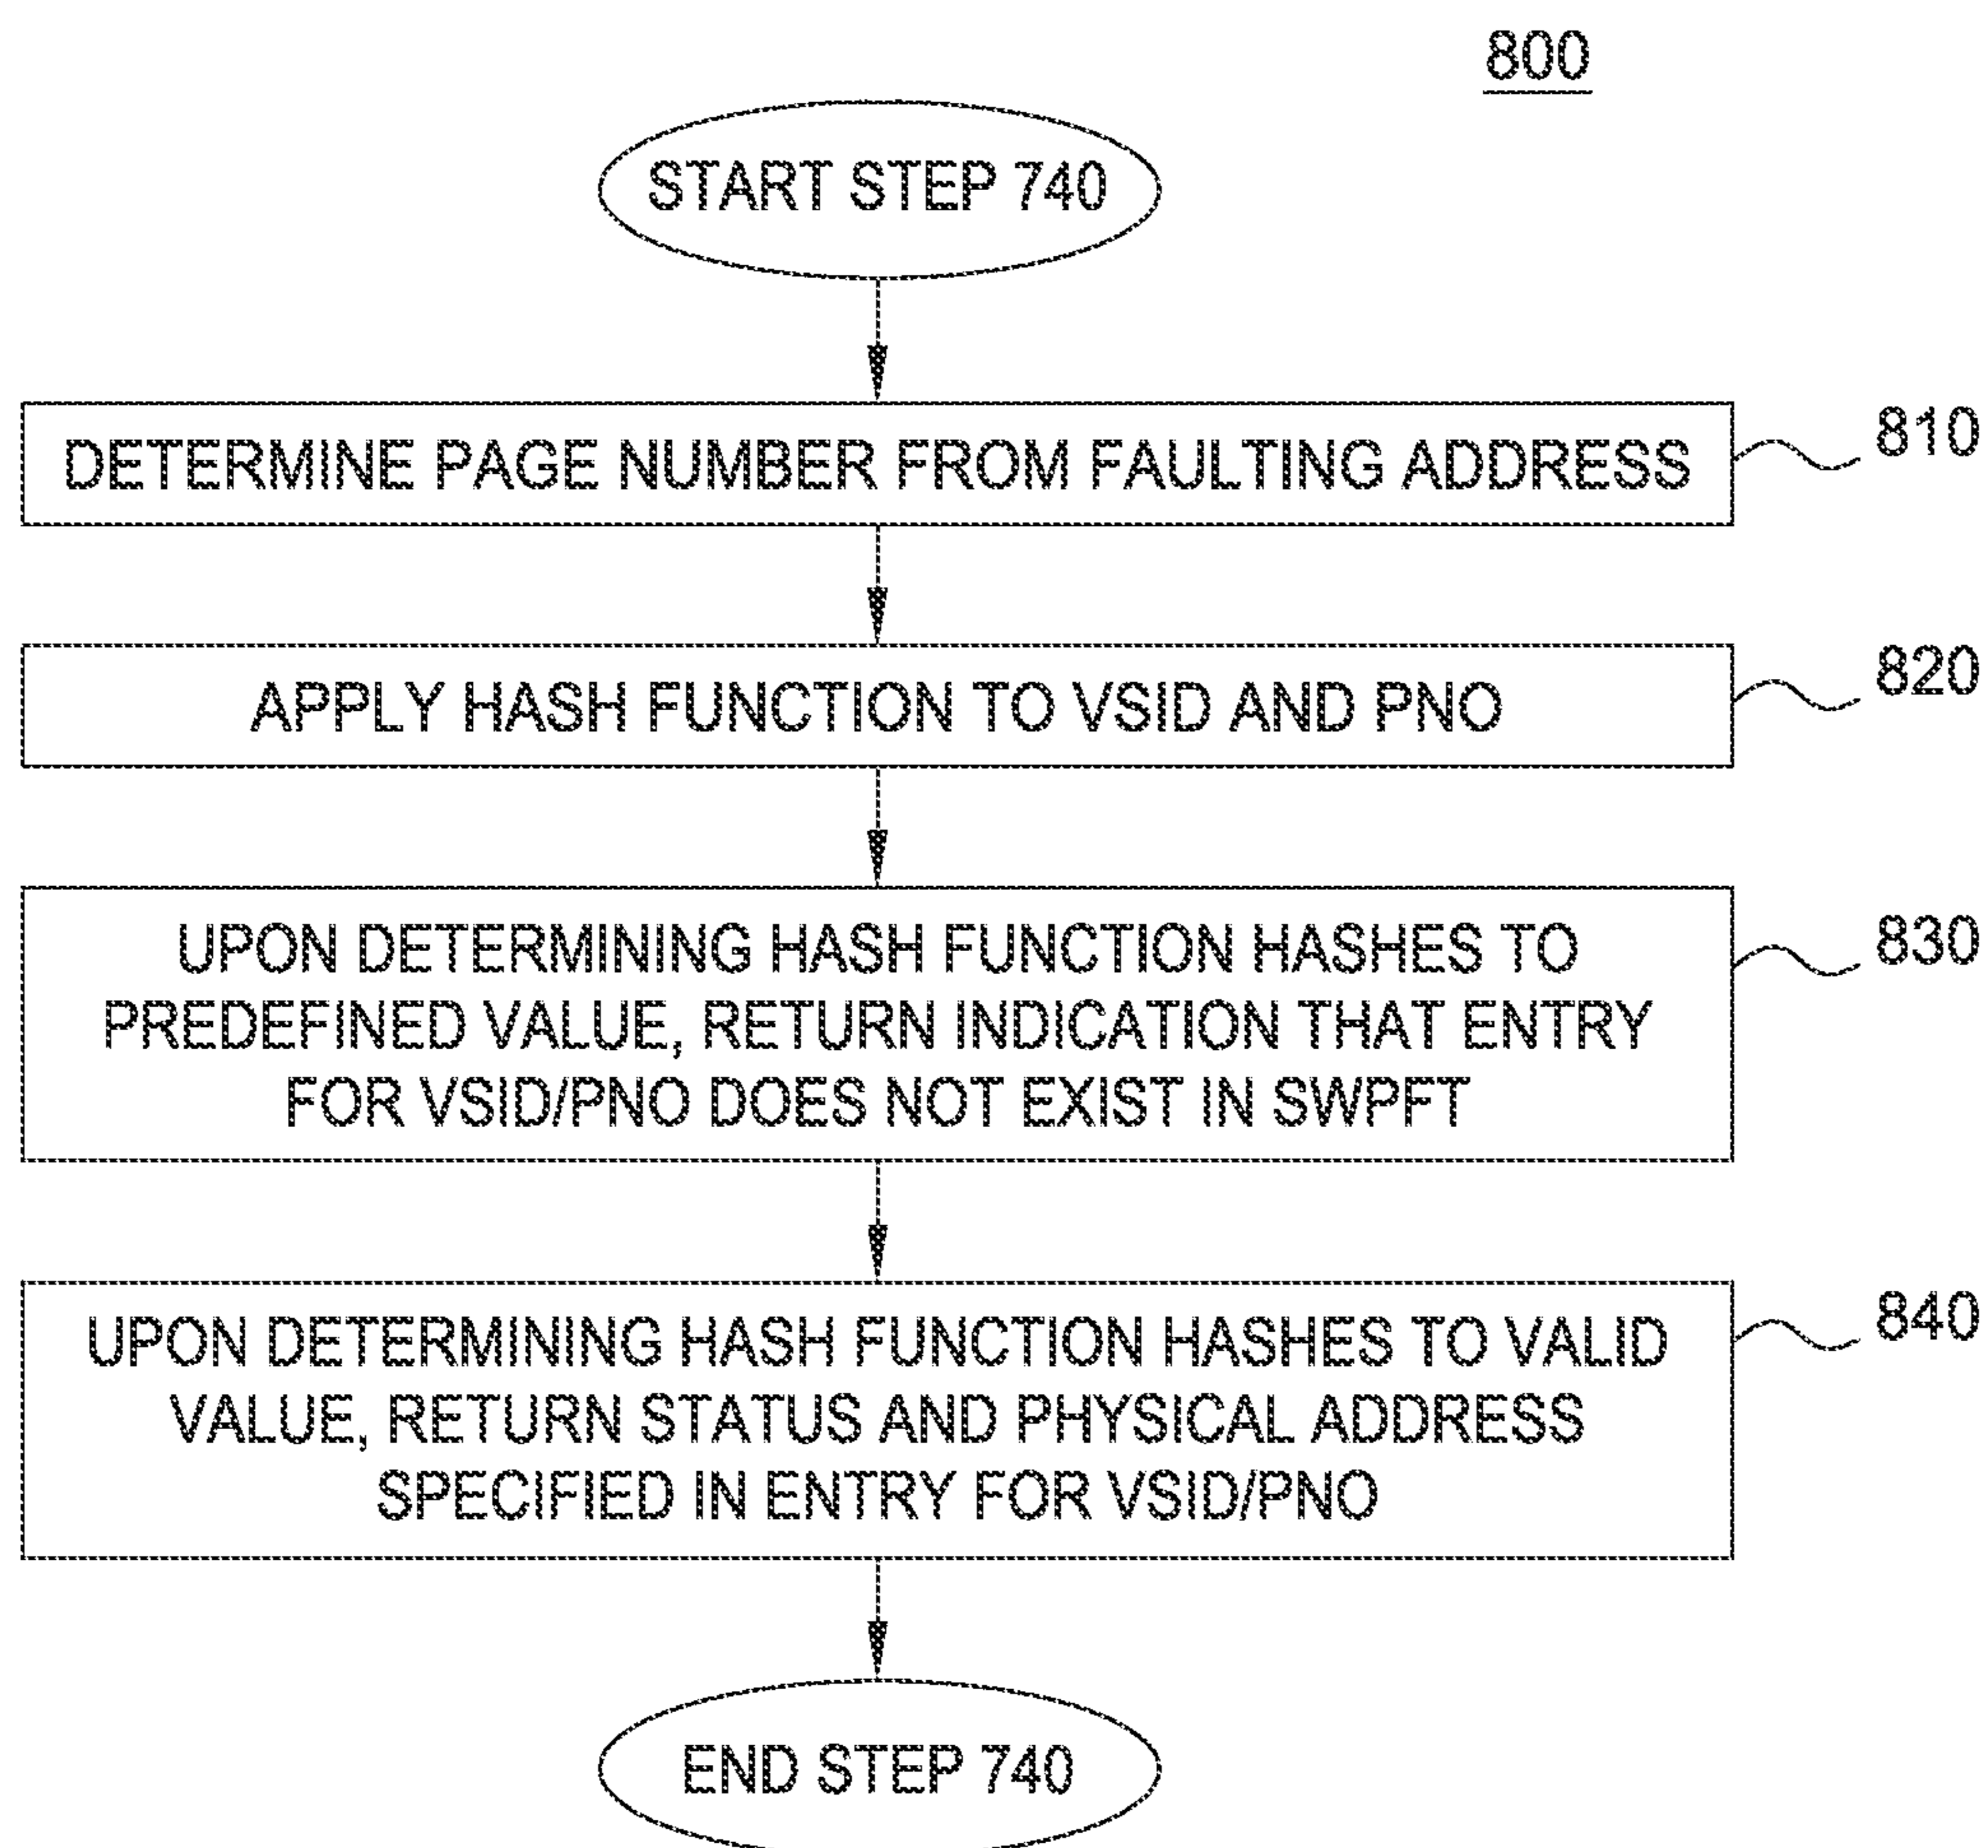 800
START STEP 740
DETERMINE PAGE NUMBER FROM FAULTING ADDRESS
810
APPLY HASH FUNCTION TO VSID AND PNO
820
UPON DETERMINING HASH FUNCTION HASHES TO
PREDEFINED VALUE, RETURN INDICATION THAT ENTRY
FOR VSID/PNO DOES NOT EXIST IN SWPFT
830
UPON DETERMINING HASH FUNCTION HASHES TO VALID
VALUE, RETURN STATUS AND PHYSICAL ADDRESS
SPECIFIED IN ENTRY FOR VSID/PNO
840
END STEP 740